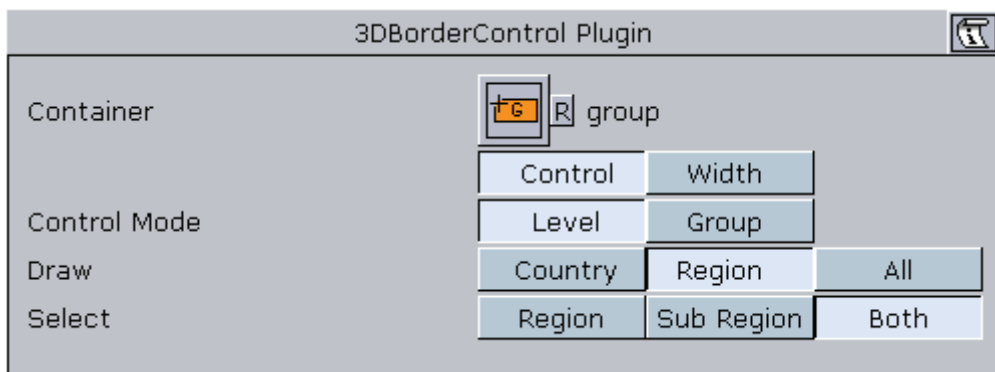 3DBorderControl Plugin
Container G R group
Control Width
Control Mode Level Group
Draw Country Region All
Select Region Sub Region Both